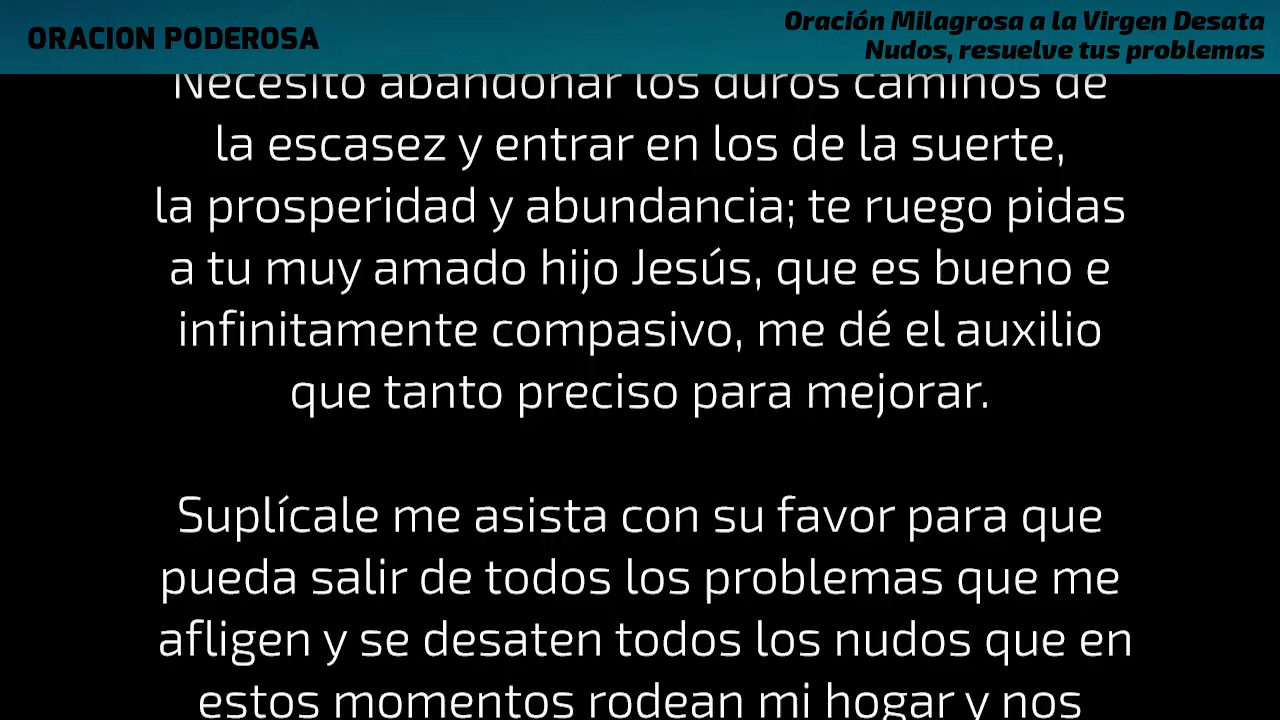 ORACION PODEROSA
Oración Milagrosa a la Virgen Desata
Nudos, resuelve tus problemas
Necesito abandonar los duros caminos de
la escasez y entrar en los de la suerte,
la prosperidad y abundancia; te ruego pidas
a tu muy amado hijo Jesús, que es bueno e
infinitamente compasivo, me dé el auxilio
que tanto preciso para mejorar.
Suplícale me asista con su favor para que
pueda salir de todos los problemas que me
afligen y se desaten todos los nudos que en
estos momentos rodean mi hogar y nos